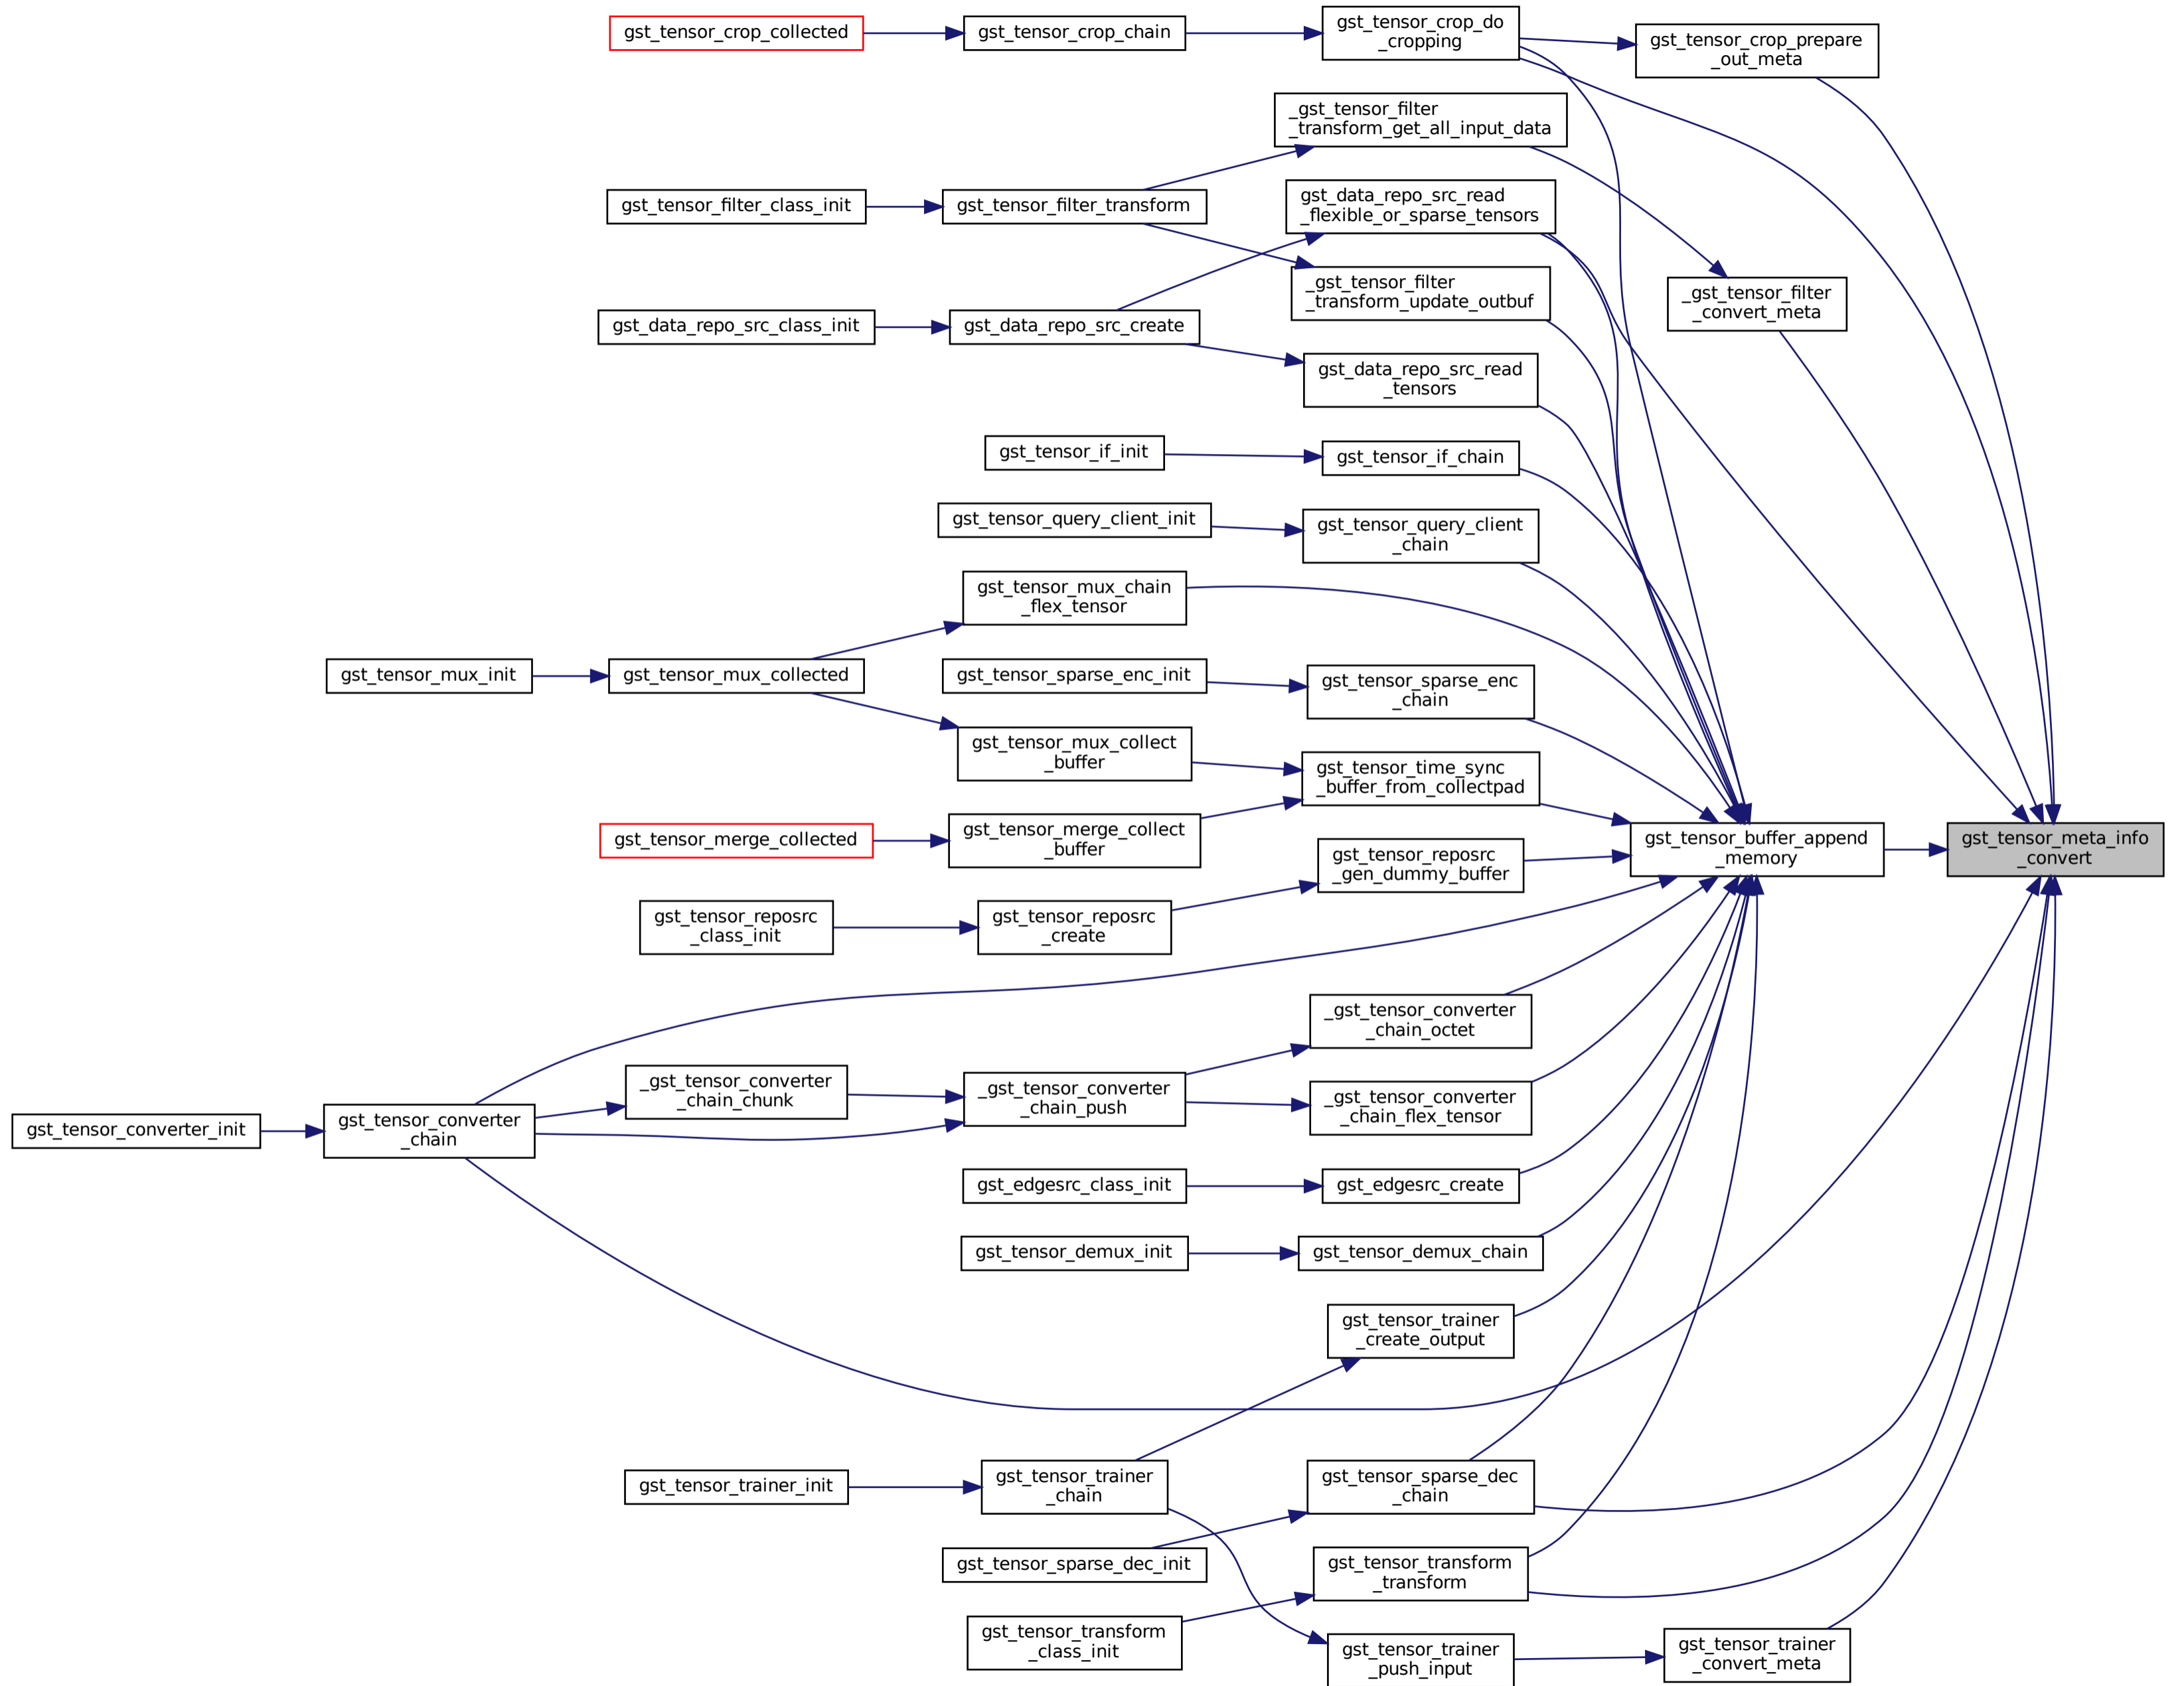 gst_tensor_crop_collected
gst_tensor_crop_chain
gst_tensor_crop_do
_cropping
gst_tensor_crop_prepare
_out_meta
_gst_tensor_filter
_transform_get_all_input_data
gst_tensor_filter_class_init
gst_tensor_filter_transform
gst_data_repo_src_read
_flexible_or_sparse_tensors
_gst_tensor_filter
_transform_update_outbuf
_gst_tensor_filter
_convert_meta
gst_data_repo_src_class_init
gst_data_repo_src_create
gst_data_repo_src_read
_tensors
gst_tensor_if_init
gst_tensor_if_chain
gst_tensor_query_client_init
gst_tensor_query_client
_chain
gst_tensor_mux_chain
_flex_tensor
gst_tensor_mux_init
gst_tensor_mux_collected
gst_tensor_sparse_enc_init
gst_tensor_sparse_enc
_chain
gst_tensor_mux_collect
_buffer
gst_tensor_time_sync
_buffer_from_collectpad
gst_tensor_merge_collected
gst_tensor_merge_collect
_buffer
gst_tensor_reposrc
_gen_dummy_buffer
gst_tensor_buffer_append
_memory
gst_tensor_meta_info
_convert
gst_tensor_reposrc
_class_init
gst_tensor_reposrc
_create
_gst_tensor_converter
_chain_octet
gst_tensor_converter_init
gst_tensor_converter
_chain
_gst_tensor_converter
_chain_chunk
_gst_tensor_converter
_chain_push
_gst_tensor_converter
_chain_flex_tensor
gst_edgesrc_class_init
gst_edgesrc_create
gst_tensor_demux_init
gst_tensor_demux_chain
gst_tensor_trainer
_create_output
gst_tensor_trainer_init
gst_tensor_trainer
_chain
gst_tensor_sparse_dec
_chain
gst_tensor_sparse_dec_init
gst_tensor_transform
_transform
gst_tensor_transform
_class_init
gst_tensor_trainer
_push_input
gst_tensor_trainer
_convert_meta